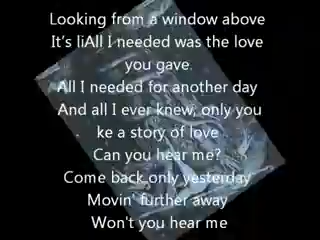 Looking from a window above
It's liAll I needed was the love
you gave.
All I needed for another day
And all I ever knew, only you
ke a story of love
Can you hear me?
Come back only yesterday
Movin' further away
Won't you hear me